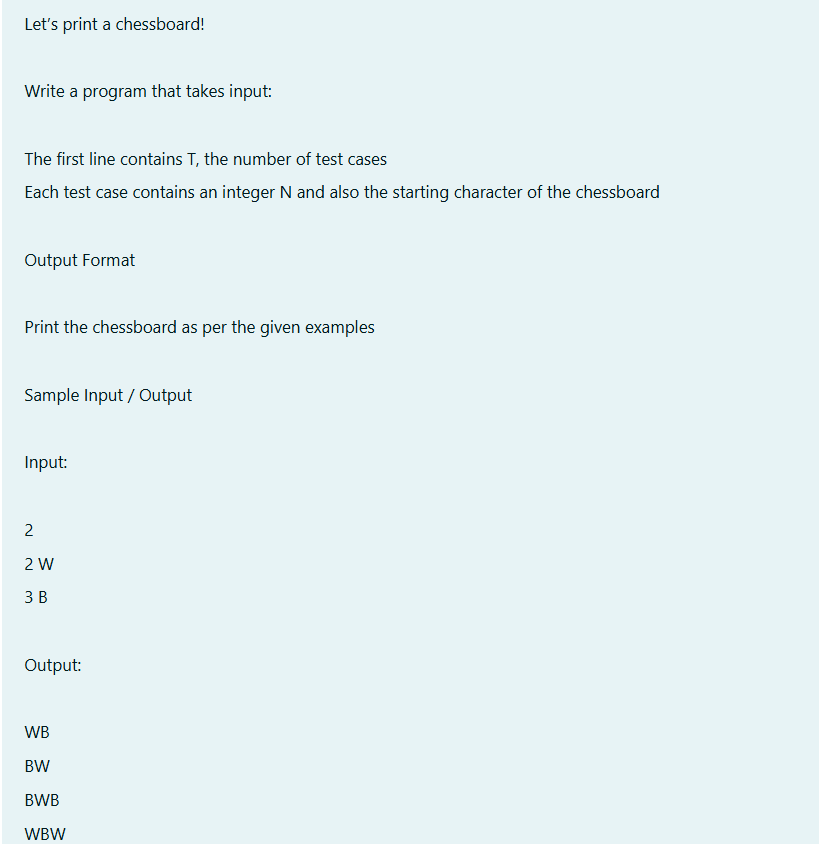 Let’s print a chessboard!
Write a program that takes input:
The first line contains T, the number of test cases
Each test case contains an integer N and also the starting character of the chessboard
Output Format
Print the chessboard as per the given examples
Sample Input / Output
Input:
2
2 W
3 B
Output:
WB
BW
BWB
WBW